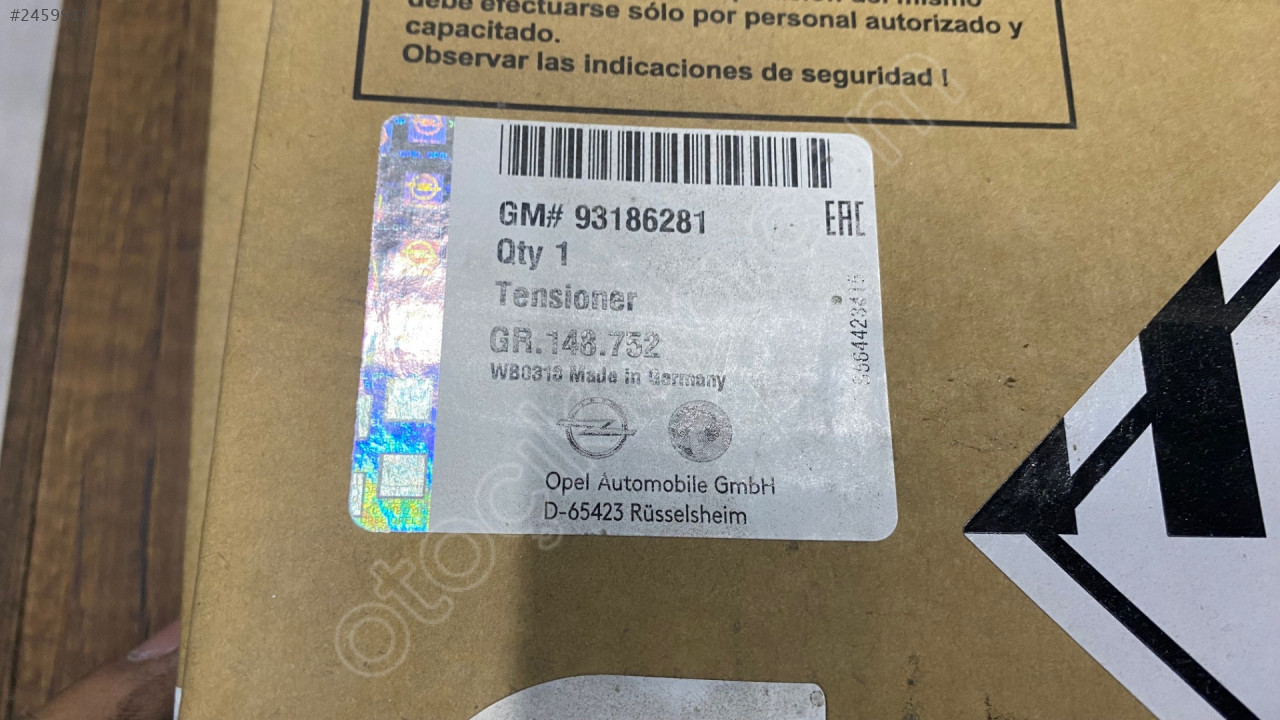 debe efectuarse sólo por personal autorizado y
capacitado.
Observar las indicaciones de seguridad !
GM# 93186281
EAC
Qty 1
Tensioner
GR.148.752
Made in Germany
Opel Automobile GmbH
D-65423 Rüsselsheim